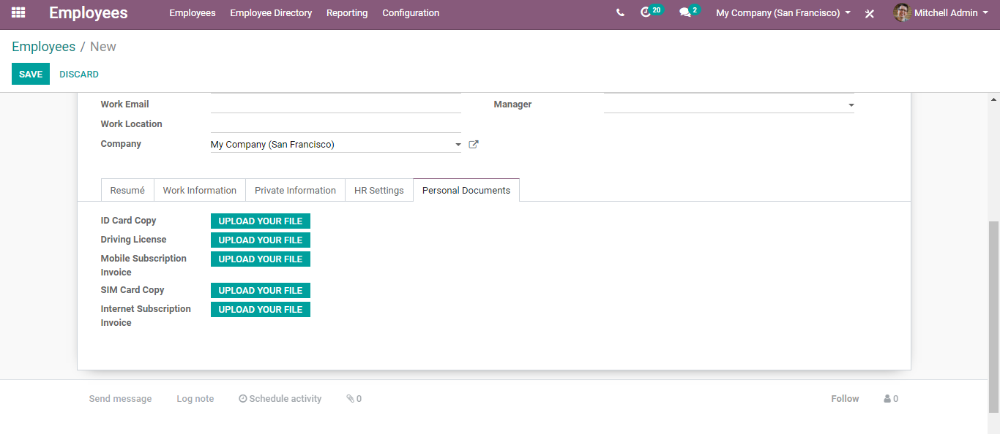 Employees Employees Employee Directory Reporting Configuration 20 2 My Company (San Francisco) Mitchell Admin
Employees / New
SAVE DISCARD
Work Email Manager
Work Location
Company My Company (San Francisco)
Resumé Work Information Private Information HR Settings Personal Documents
ID Card Copy UPLOAD YOUR FILE
Driving License UPLOAD YOUR FILE
Mobile Subscription UPLOAD YOUR FILE
Invoice
SIM Card Copy UPLOAD YOUR FILE
Internet Subscription UPLOAD YOUR FILE
Invoice
Send message Log note Schedule activity 0 Follow 0